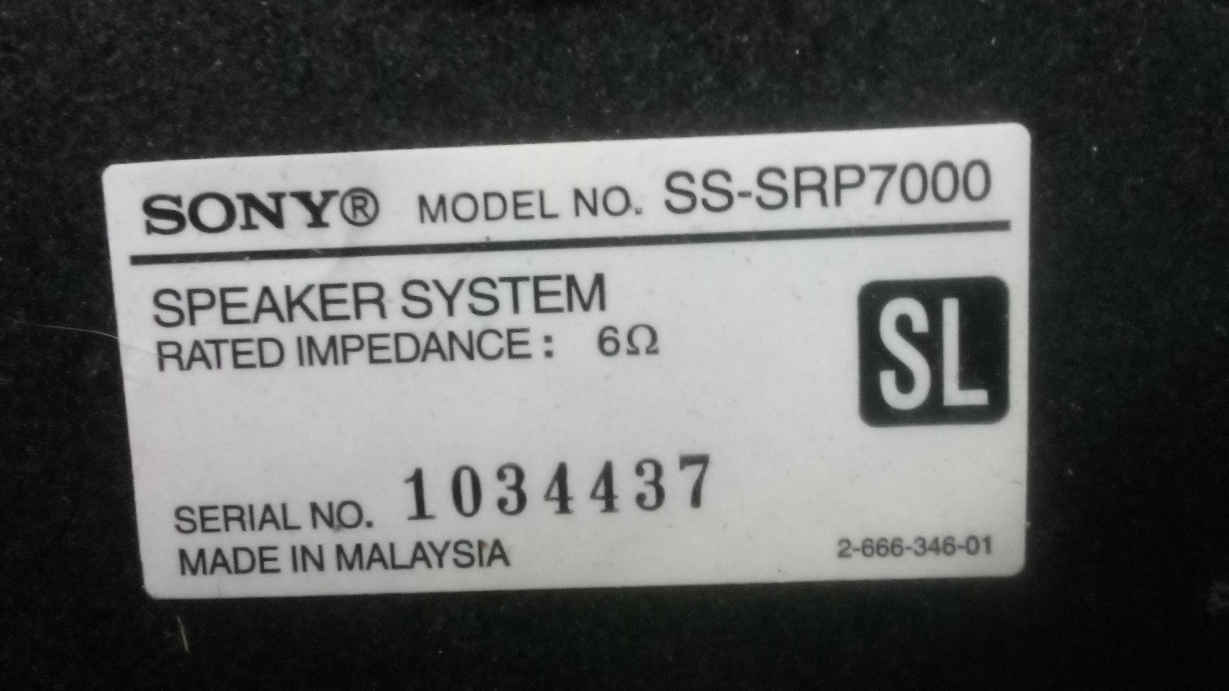 SONY® MODEL NO. SS-SRP7000
SPEAKER SYSTEM
RATED IMPEDANCE: 6Ω
SL
SERIAL NO. 1034437
MADE IN MALAYSIA
2-666-346-01